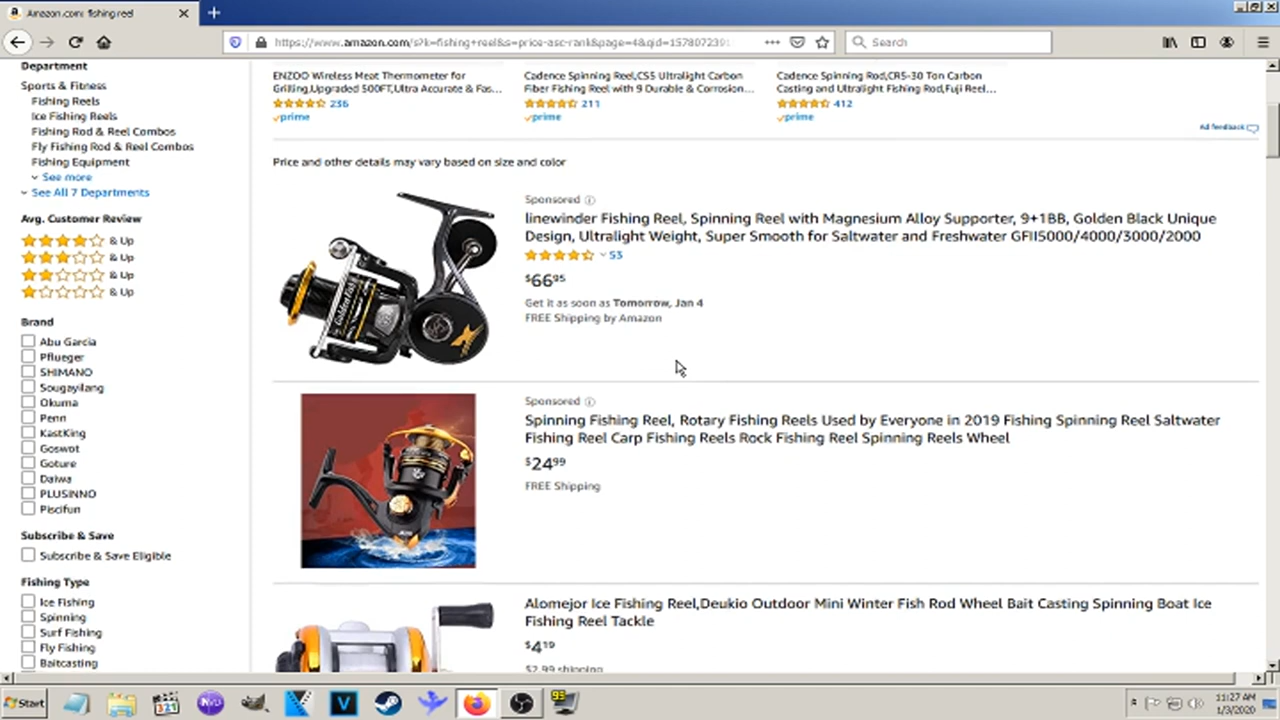 Amazon.com: fishing reel
https://www.amazon.com/s?k=fishing+reel&s=price-asc-rank&page=4&qid=1578072391
Search
Department
Sports & Fitness
Fishing Reels
Ice Fishing Reels
Fishing Rod & Reel Combos
Fly Fishing Rod & Reel Combos
Fishing Equipment
See more
See All 7 Departments
Avg. Customer Review
& Up
& Up
& Up
& Up
Brand
Abu Garcia
Pflueger
SHIMANO
Sougayilang
Okuma
Penn
KastKing
Goswot
Goture
Daiwa
PLUSINNO
Piscifun
Subscribe & Save
Subscribe & Save Eligible
Fishing Type
Ice Fishing
Spinning
Surf Fishing
Fly Fishing
Baitcasting
ENZOO Wireless Meat Thermometer for
Grilling,Upgraded 500FT,Ultra Accurate & Fas...
236
prime
Cadence Spinning Reel,CS5 Ultralight Carbon
Fiber Fishing Reel with 9 Durable & Corrosion...
211
prime
Cadence Spinning Rod,CR5-30 Ton Carbon
Casting and Ultralight Fishing Rod,Fuji Reel...
412
prime
Ad feedback
Price and other details may vary based on size and color
Sponsored
linewinder Fishing Reel, Spinning Reel with Magnesium Alloy Supporter, 9+1BB, Golden Black Unique
Design, Ultralight Weight, Super Smooth for Saltwater and Freshwater GFII5000/4000/3000/2000
53
$6695
Get it as soon as Tomorrow, Jan 4
FREE Shipping by Amazon
Sponsored
Spinning Fishing Reel, Rotary Fishing Reels Used by Everyone in 2019 Fishing Spinning Reel Saltwater
Fishing Reel Carp Fishing Reels Rock Fishing Reel Spinning Reels Wheel
$2499
FREE Shipping
Alomejor Ice Fishing Reel,Deukio Outdoor Mini Winter Fish Rod Wheel Bait Casting Spinning Boat Ice
Fishing Reel Tackle
$419
$2.99 shipping
Start
11:27 AM
1/3/2020